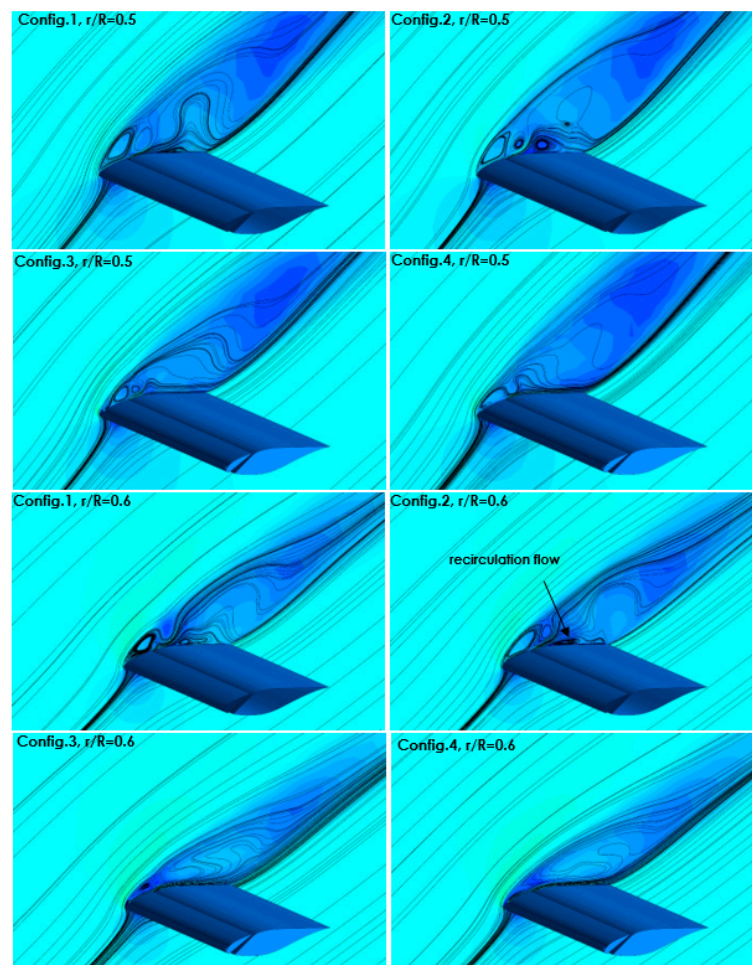 Config.1, r/R=0.5
Config.2, r/R=0.5
Config.3, r/R=0.5
Config.4, r/R=0.5
Config.1, r/R=0.6
Config.2, r/R=0.6
recirculation flow
Config.3, r/R=0.6
Config.4, r/R=0.6